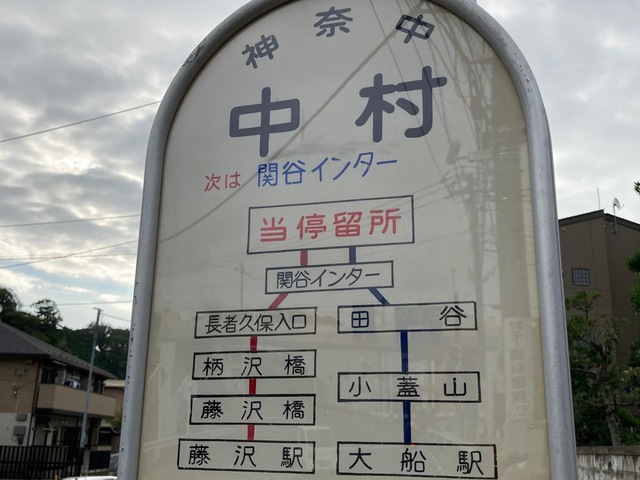 神奈中
中村
次は 関谷インター
当停留所
関谷インター
長者久保入口 田谷
柄沢橋 小蓋山
藤沢橋
藤沢駅 大船駅